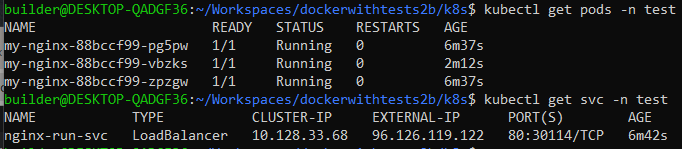 builder@DESKTOP-QADGF36:~/Workspaces/dockerwithtests2b/k8s$ kubectl get pods -n test
NAME READY STATUS RESTARTS AGE
my-nginx-88bccf99-pg5pw 1/1 Running 0 6m37s
my-nginx-88bccf99-vbzks 1/1 Running 0 2m12s
my-nginx-88bccf99-zpzgw 1/1 Running 0 6m37s
builder@DESKTOP-QADGF36:~/Workspaces/dockerwithtests2b/k8s$ kubectl get svc -n test
NAME TYPE CLUSTER-IP EXTERNAL-IP PORT(S) AGE
nginx-run-svc LoadBalancer 10.128.33.68 96.126.119.122 80:30114/TCP 6m42s